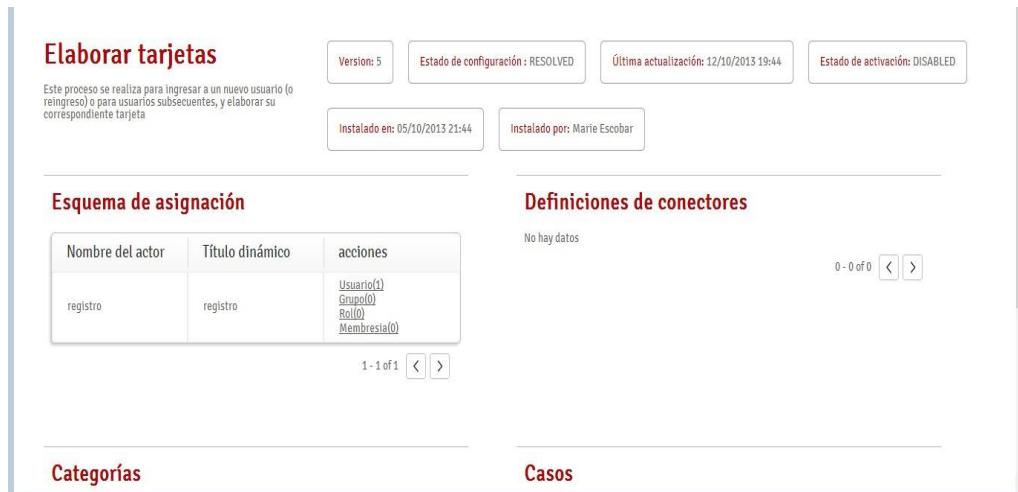 Elaborar tarjetas
Este proceso se realiza para ingresar a un nuevo usuario (o
reingreso) o para usuarios subsecuentes, y elaborar su
correspondiente tarjeta
Version: 5
Estado de configuración : RESOLVED
Última actualización: 12/10/2013 19:44
Estado de activación: DISABLED
Instalado en: 05/10/2013 21:44
Instalado por: Marie Escobar
Esquema de asignación
Nombre del actor
Título dinámico
acciones
registro
registro
Usuario(1)
Grupo(0)
Rol(0)
Membresia(0)
1 - 1 of 1
Definiciones de conectores
No hay datos
0 - 0 of 0
Categorías
Casos